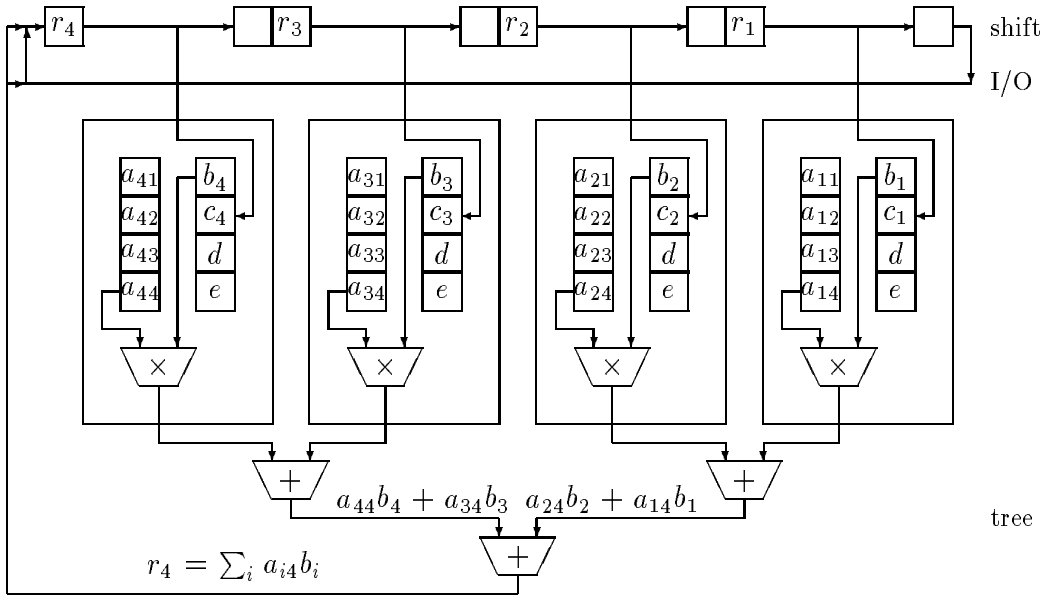 r₄ r₃ r₂ r₁ shift
I/O
a₄₁ b₄ a₃₁ b₃ a₂₁ b₂ a₁₁ b₁
a₄₂ c₄ a₃₂ c₃ a₂₂ c₂ a₁₂ c₁
a₄₃ d a₃₃ d a₂₃ d a₁₃ d
a₄₄ e a₃₄ e a₂₄ e a₁₄ e
× × × ×
+ +
a₄₄b₄ + a₃₄b₃ a₂₄b₂ + a₁₄b₁
tree
+
r₄ = ∑ᵢ aᵢ₄bᵢ